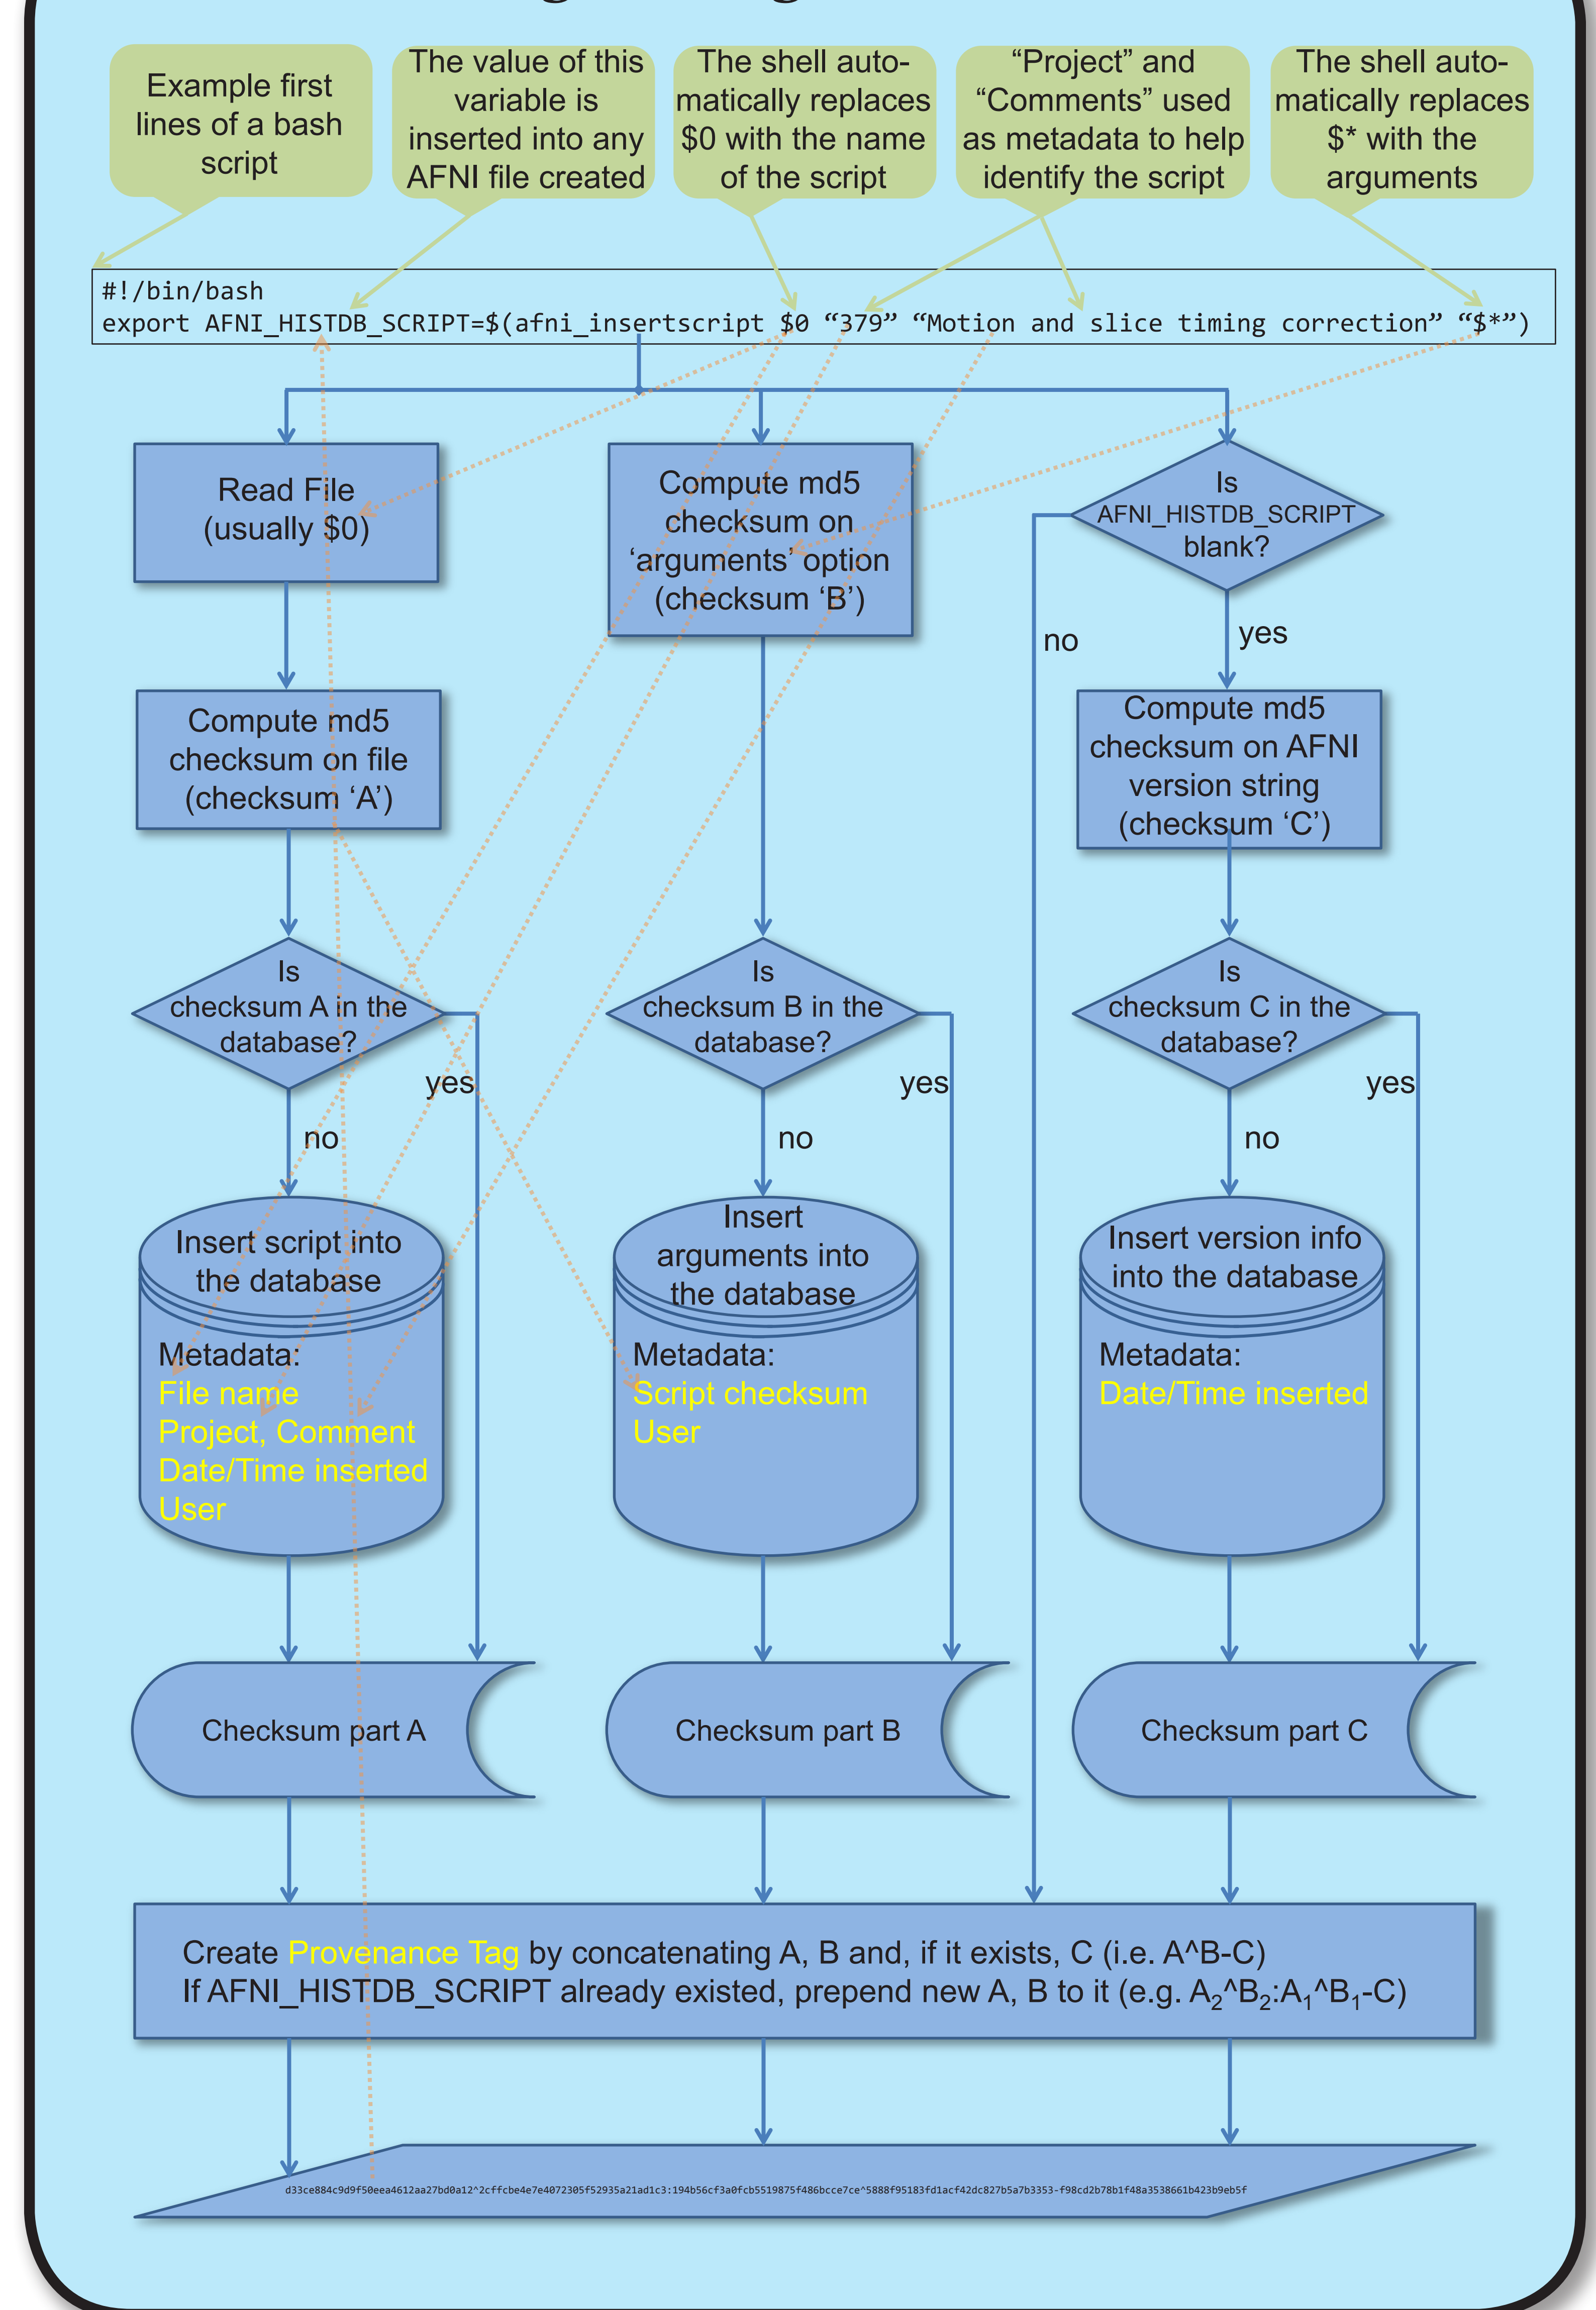 Example first
lines of a bash
script
The value of this
variable is
inserted into any
AFNI file created
The shell auto-
matically replaces
$0 with the name
of the script
“Project” and
“Comments” used
as metadata to help
identify the script
The shell auto-
matically replaces
$* with the
arguments
#!/bin/bash
export AFNI_HISTDB_SCRIPT=$(afni_insertscript $0 “379” “Motion and slice timing correction” “$*”)
Read File
(usually $0)
Compute md5
checksum on
‘arguments’ option
(checksum ‘B’)
Is
AFNI_HISTDB_SCRIPT
blank?
no
yes
Compute md5
checksum on file
(checksum ‘A’)
Compute md5
checksum on AFNI
version string
(checksum ‘C’)
Is
checksum A in the
database?
yes
no
Is
checksum B in the
database?
yes
no
Is
checksum C in the
database?
yes
no
Insert script into
the database
Metadata:
File name
Project, Comment
Date/Time inserted
User
Insert
arguments into
the database
Metadata:
Script checksum
User
Insert version info
into the database
Metadata:
Date/Time inserted
Checksum part A
Checksum part B
Checksum part C
Create Provenance Tag by concatenating A, B and, if it exists, C (i.e. A^B-C)
If AFNI_HISTDB_SCRIPT already existed, prepend new A, B to it (e.g. A₂^B₂:A₁^B₁-C)
d33ce884c9d9f50eea4612aa27bd0a12^2cffcbe4e7e4072305f52935a21ad1c3:194b56cf3a0fcb5519875f486bcce7ce^5888f95183fd1acf42dc827b5a7b3353-f98cd2b78b1f48a3538661b423b9eb5f